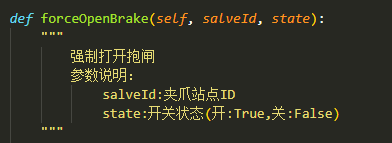 def forceOpenBrake(self, salveId, state):
"""
强制打开抱闸
参数说明:
salveId:夹爪站点ID
state:开关状态(开:True,关:False)
"""